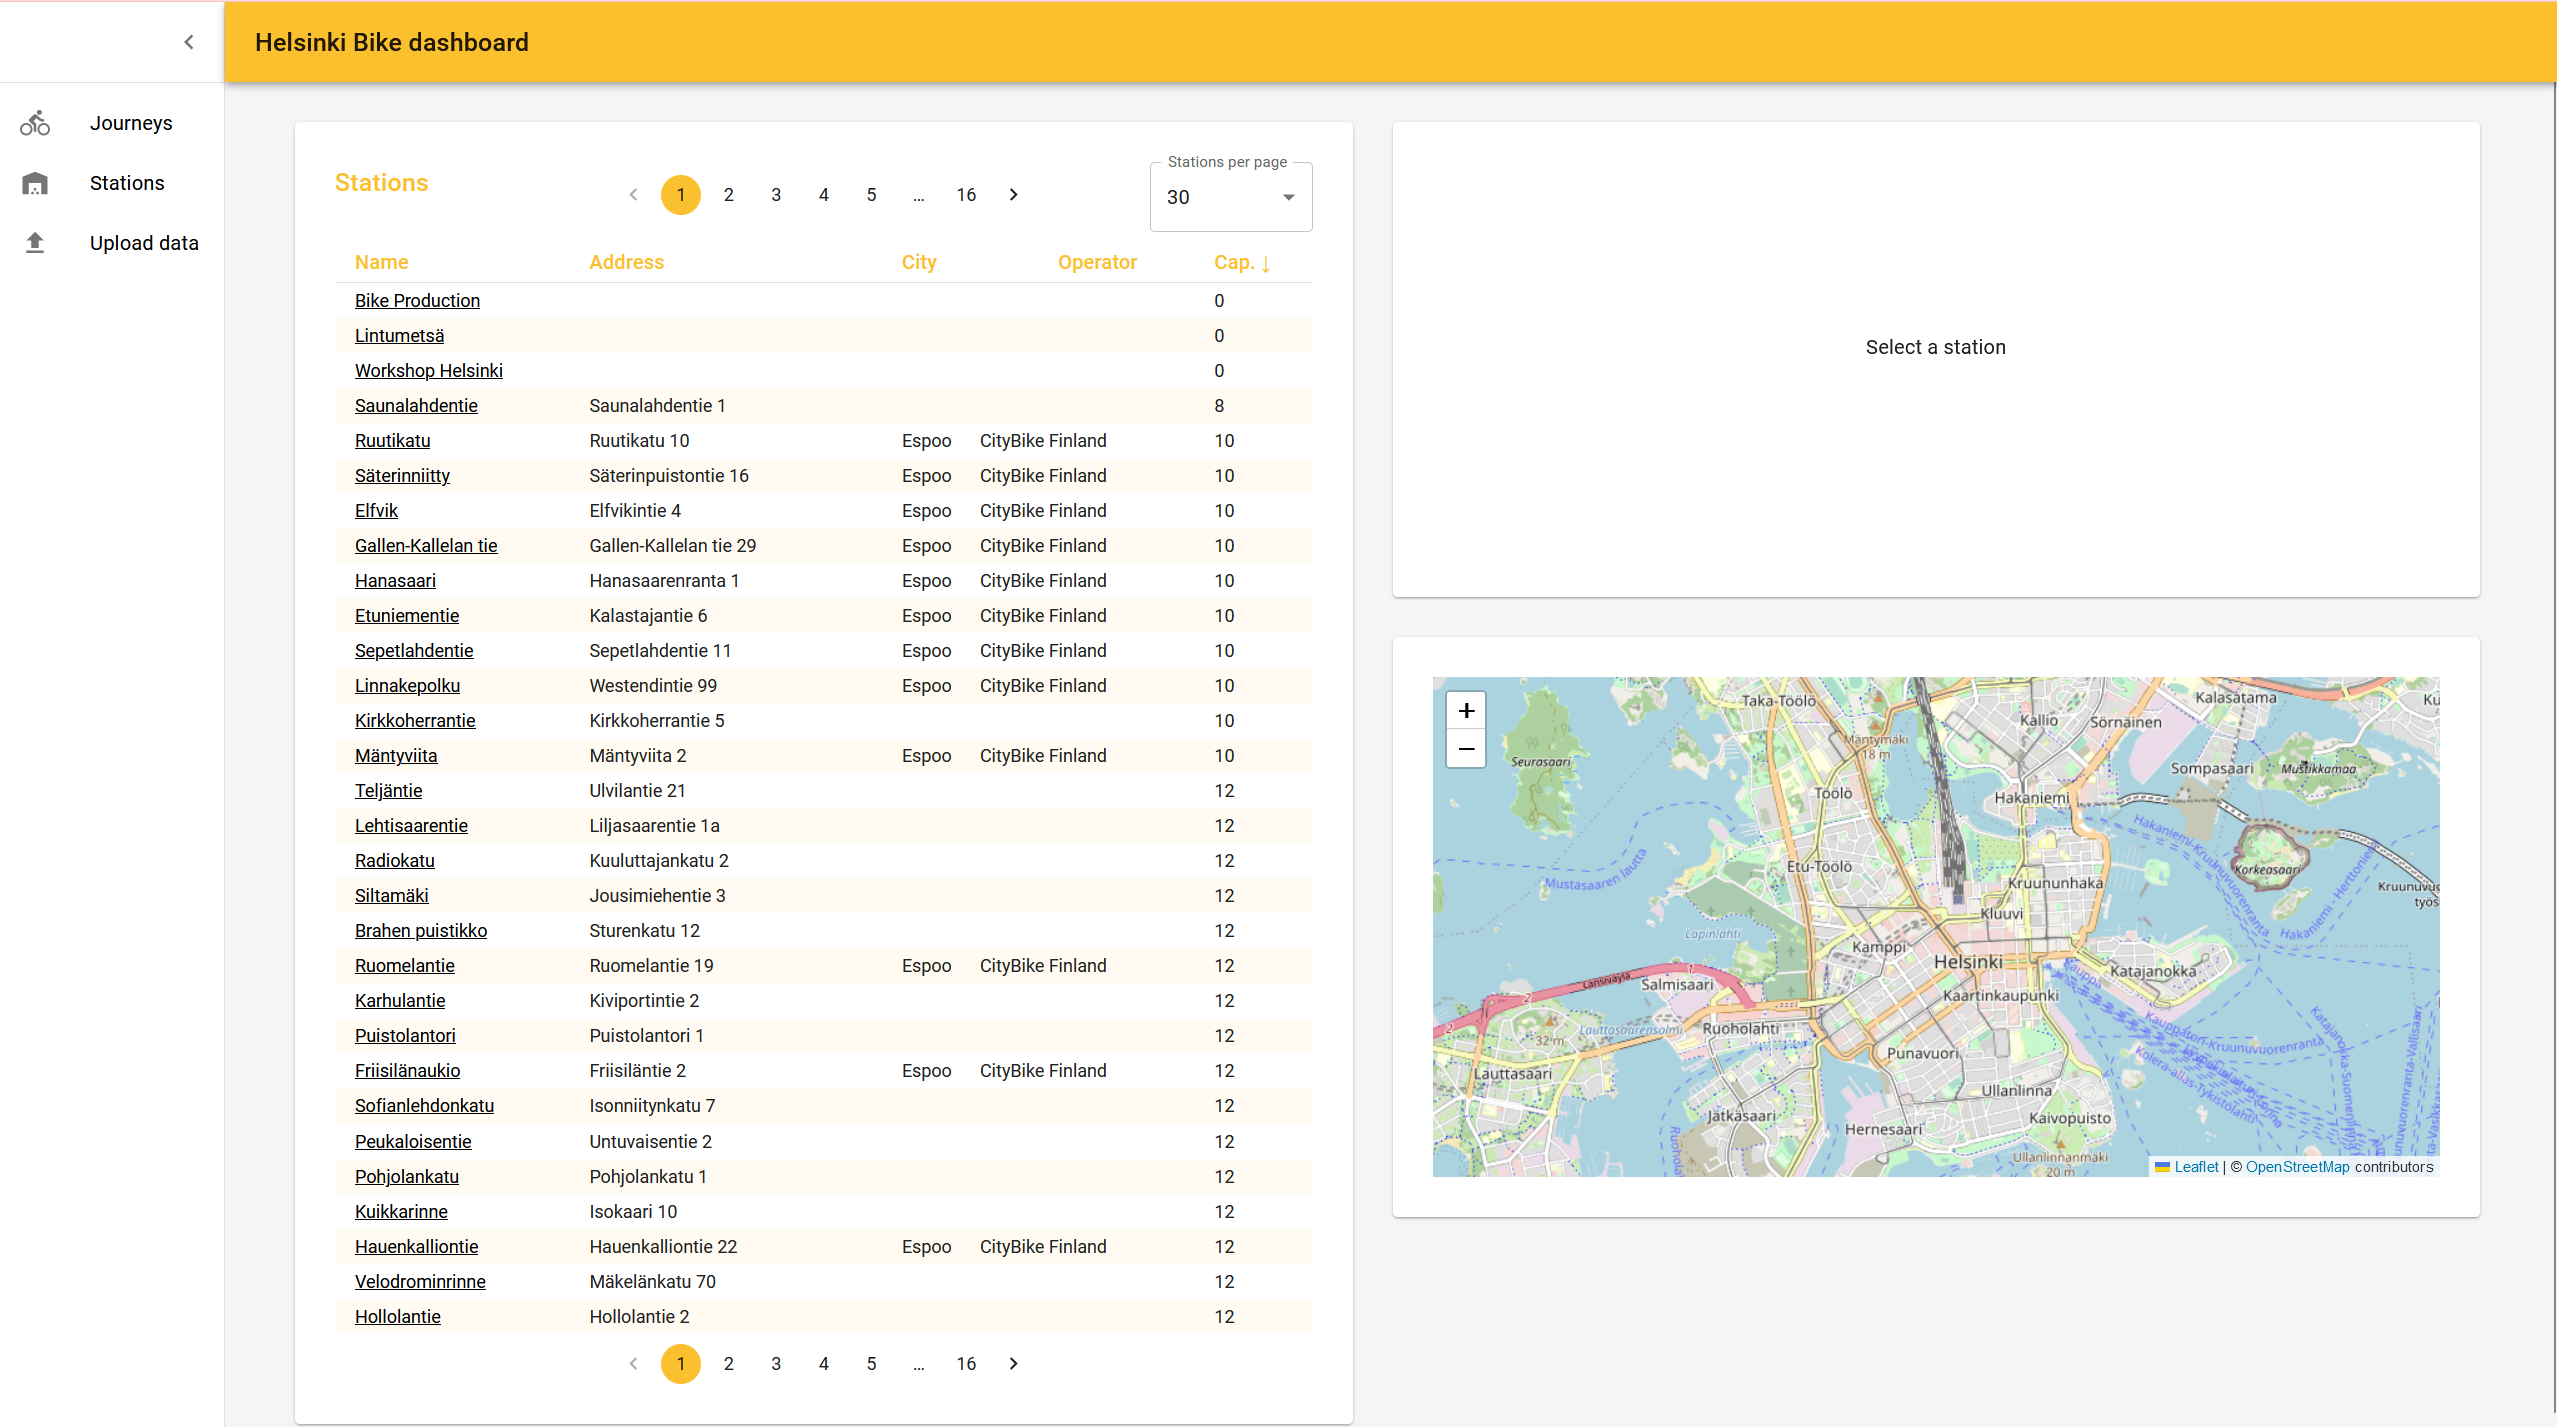 Helsinki Bike dashboard
Journeys
Stations
Upload data
Stations
1 2 3 4 5 … 16
Stations per page
30
Name Address City Operator Cap. ↓
Bike Production 0
Lintumetsä 0
Workshop Helsinki 0
Saunalahdentie Saunalahdentie 1 8
Ruutikatu Ruutikatu 10 Espoo CityBike Finland 10
Säterinniitty Säterinpuistontie 16 Espoo CityBike Finland 10
Elfvik Elfvikintie 4 Espoo CityBike Finland 10
Gallen-Kallelan tie Gallen-Kallelan tie 29 Espoo CityBike Finland 10
Hanasaari Hanasaarenranta 1 Espoo CityBike Finland 10
Etuniementie Kalastajantie 6 Espoo CityBike Finland 10
Sepetlahdentie Sepetlahdentie 11 Espoo CityBike Finland 10
Linnakepolku Westendintie 99 Espoo CityBike Finland 10
Kirkkoherrantie Kirkkoherrantie 5 10
Mäntyviita Mäntyviita 2 Espoo CityBike Finland 10
Teljäntie Ulvilantie 21 12
Lehtisaarentie Liljasaarentie 1a 12
Radiokatu Kuuluttajankatu 2 12
Siltamäki Jousimiehentie 3 12
Brahen puistikko Sturenkatu 12 12
Ruomelantie Ruomelantie 19 Espoo CityBike Finland 12
Karhulantie Kiviportintie 2 12
Puistolantori Puistolantori 1 12
Friisilänaukio Friisiläntie 2 Espoo CityBike Finland 12
Sofianlehdonkatu Isonniitynkatu 7 12
Peukaloisentie Untuvaisentie 2 12
Pohjolankatu Pohjolankatu 1 12
Kuikkarinne Isokaari 10 12
Hauenkalliontie Hauenkalliontie 22 Espoo CityBike Finland 12
Velodrominrinne Mäkelänkatu 70 12
Hollolantie Hollolantie 2 12
1 2 3 4 5 … 16
Select a station
+
−
Taka-Töölö
Kalasatama
Kallio
Sörnäinen
Mäntymäki
18 m
Seurasaari
Sompasaari
Mustikkamaa
Töölö
Hakaniemi
Hakaniemi-Kruunuvuorenranta
Etu-Töölö
Korkeasaari
Mustasaaren lautta
Kruununhaka
Kluuvi
Lapinlahti
Kamppi
Helsinki
Katajanokka
Länsiväylä
1
2
2
Salmisaari
Kaartinkaupunki
Lauttasaarensalmi
Ruoholahti
32 m
Kauppatori-Kruunuvuorenranta
Punavuori
Lauttasaari
Ullanlinna
Jätkäsaari
Kaivopuisto
Hernesaari
Ullanlinnanmäki
20 m
Leaflet | © OpenStreetMap contributors